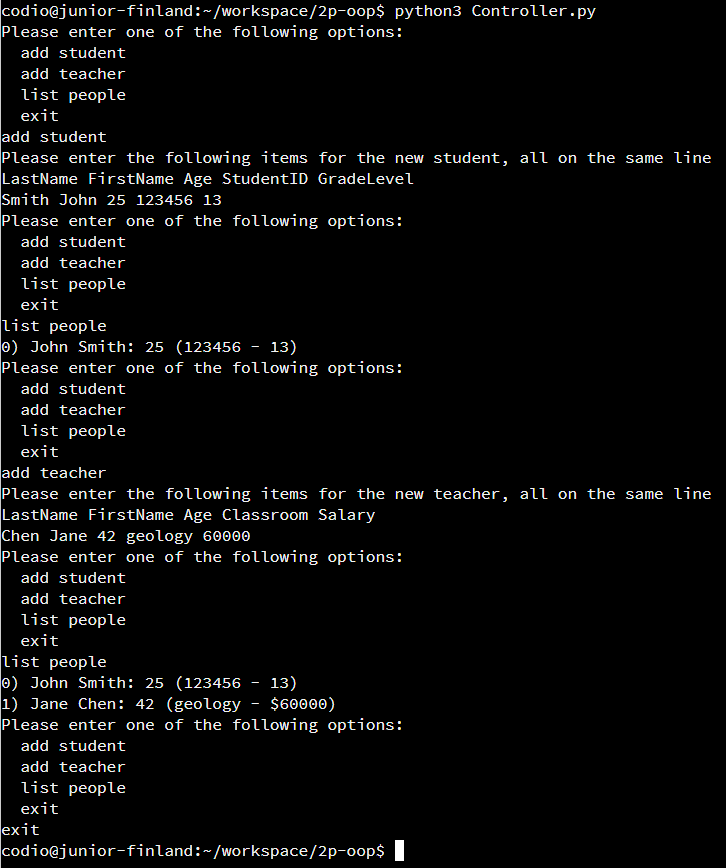 codio@junior-finland:~/workspace/2p-oop$ python3 Controller.py
Please enter one of the following options:
  add student
  add teacher
  list people
  exit
add student
Please enter the following items for the new student, all on the same line
LastName FirstName Age StudentID GradeLevel
Smith John 25 123456 13
Please enter one of the following options:
  add student
  add teacher
  list people
  exit
list people
0) John Smith: 25 (123456 - 13)
Please enter one of the following options:
  add student
  add teacher
  list people
  exit
add teacher
Please enter the following items for the new teacher, all on the same line
LastName FirstName Age Classroom Salary
Chen Jane 42 geology 60000
Please enter one of the following options:
  add student
  add teacher
  list people
  exit
list people
0) John Smith: 25 (123456 - 13)
1) Jane Chen: 42 (geology - $60000)
Please enter one of the following options:
  add student
  add teacher
  list people
  exit
exit
codio@junior-finland:~/workspace/2p-oop$